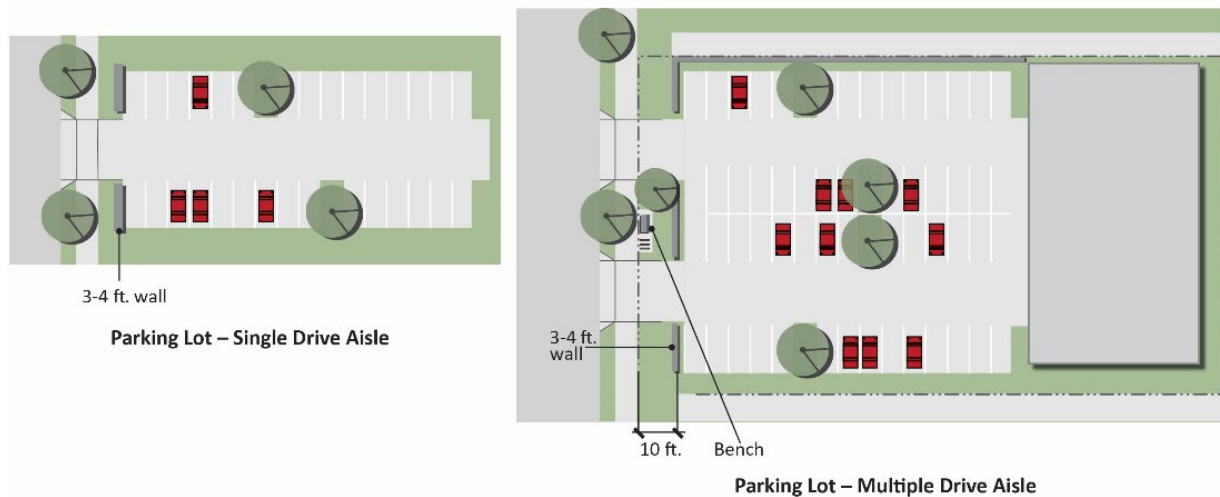 3-4 ft. wall
Parking Lot – Single Drive Aisle
3-4 ft.
wall
10 ft.
Bench
Parking Lot – Multiple Drive Aisle